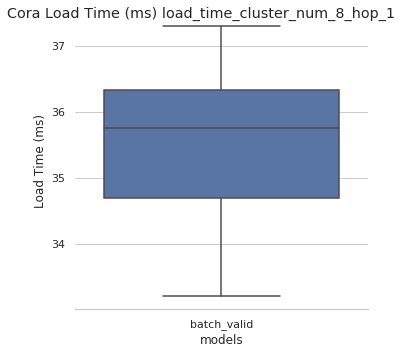 Cora Load Time (ms) load_time_cluster_num_8_hop_1
37
36
35
34
Load Time (ms)
batch_valid
models